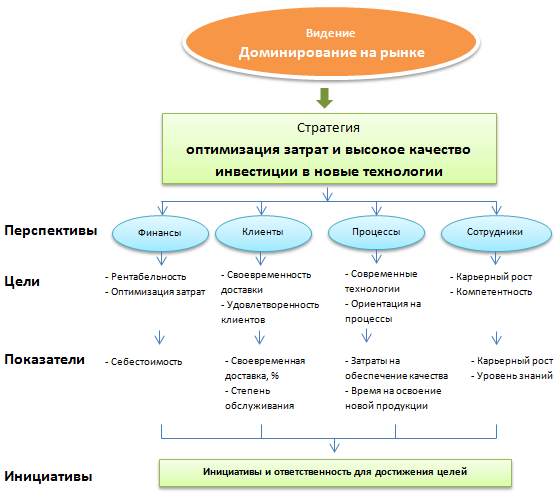 Видение
Доминирование на рынке
Стратегия
оптимизация затрат и высокое качество
инвестиции в новые технологии
Перспективы
Финансы
Клиенты
Процессы
Сотрудники
Цели
- Рентабельность
- Оптимизация затрат
- Своевременность
доставки
- Удовлетворенность
клиентов
- Современные
технологии
- Ориентация на
процессы
- Карьерный рост
- Компетентность
Показатели
- Себестоимость
- Своевременная
доставка, %
- Степень
обслуживания
- Затраты на
обеспечение качества
- Время на освоение
новой продукции
- Карьерный рост
- Уровень знаний
Инициативы
Инициативы и ответственность для достижения целей